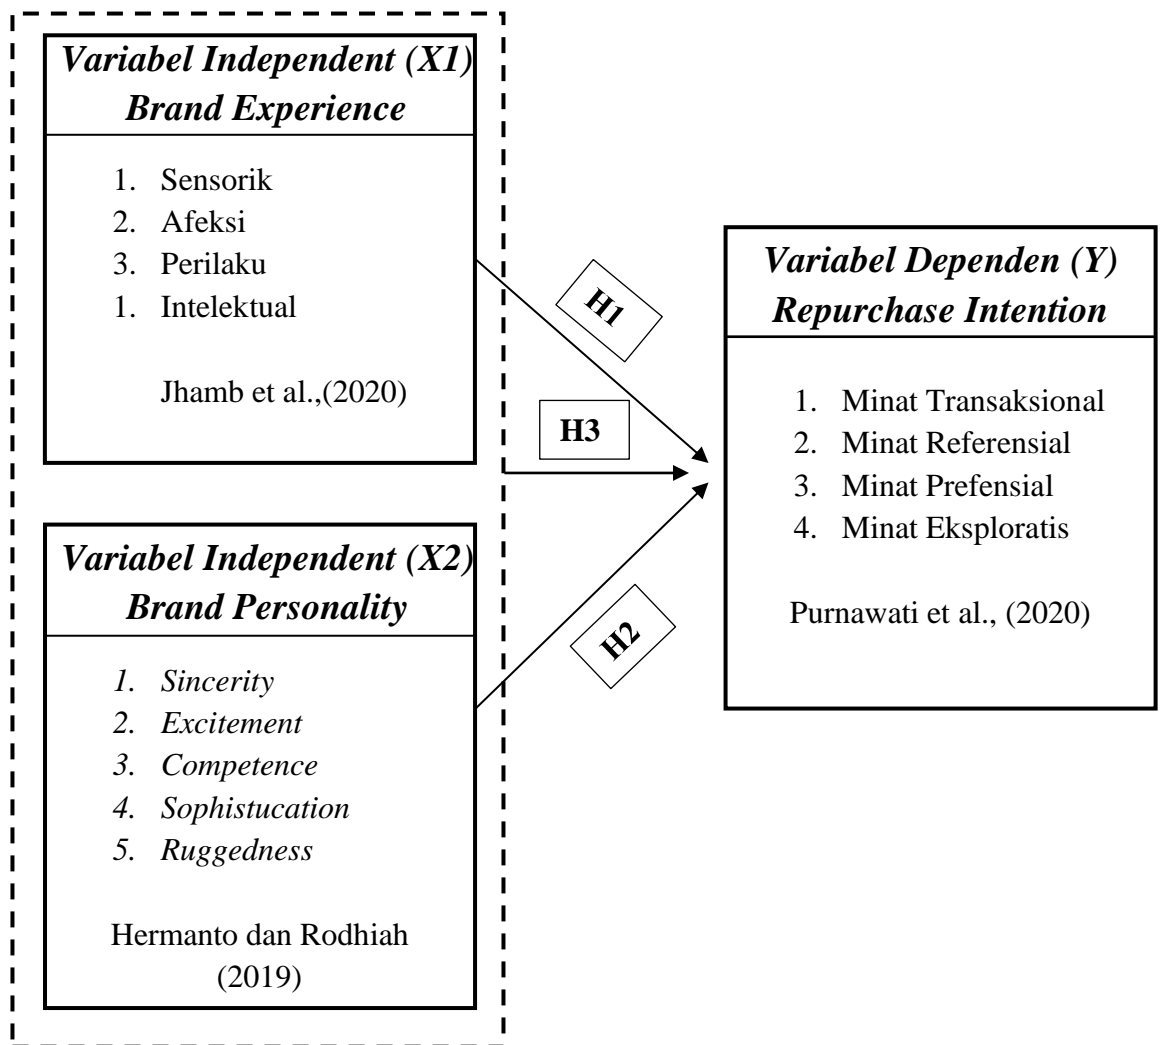 Variabel Independent (X1)
Brand Experience
1. Sensorik
2. Afeksi
3. Perilaku
1. Intelektual
Jhamb et al.,(2020)
Variabel Independent (X2)
Brand Personality
1. Sincerity
2. Excitement
3. Competence
4. Sophistucation
5. Ruggedness
Hermanto dan Rodhiah
(2019)
H1
H3
H2
Variabel Dependen (Y)
Repurchase Intention
1. Minat Transaksional
2. Minat Referensial
3. Minat Prefensial
4. Minat Eksploratis
Purnawati et al., (2020)